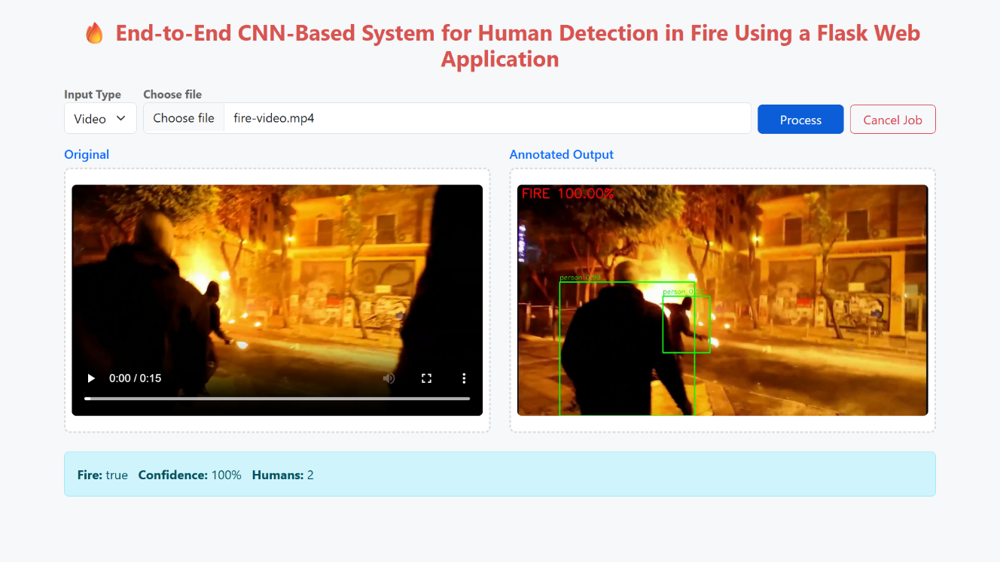 🔥 End-to-End CNN-Based System for Human Detection in Fire Using a Flask Web
Application
Input Type
Choose file
Video
Choose file
fire-video.mp4
Process
Cancel Job
Original
Annotated Output
0:00 / 0:15
FIRE 100.00%
person
person
Fire: true Confidence: 100% Humans: 2